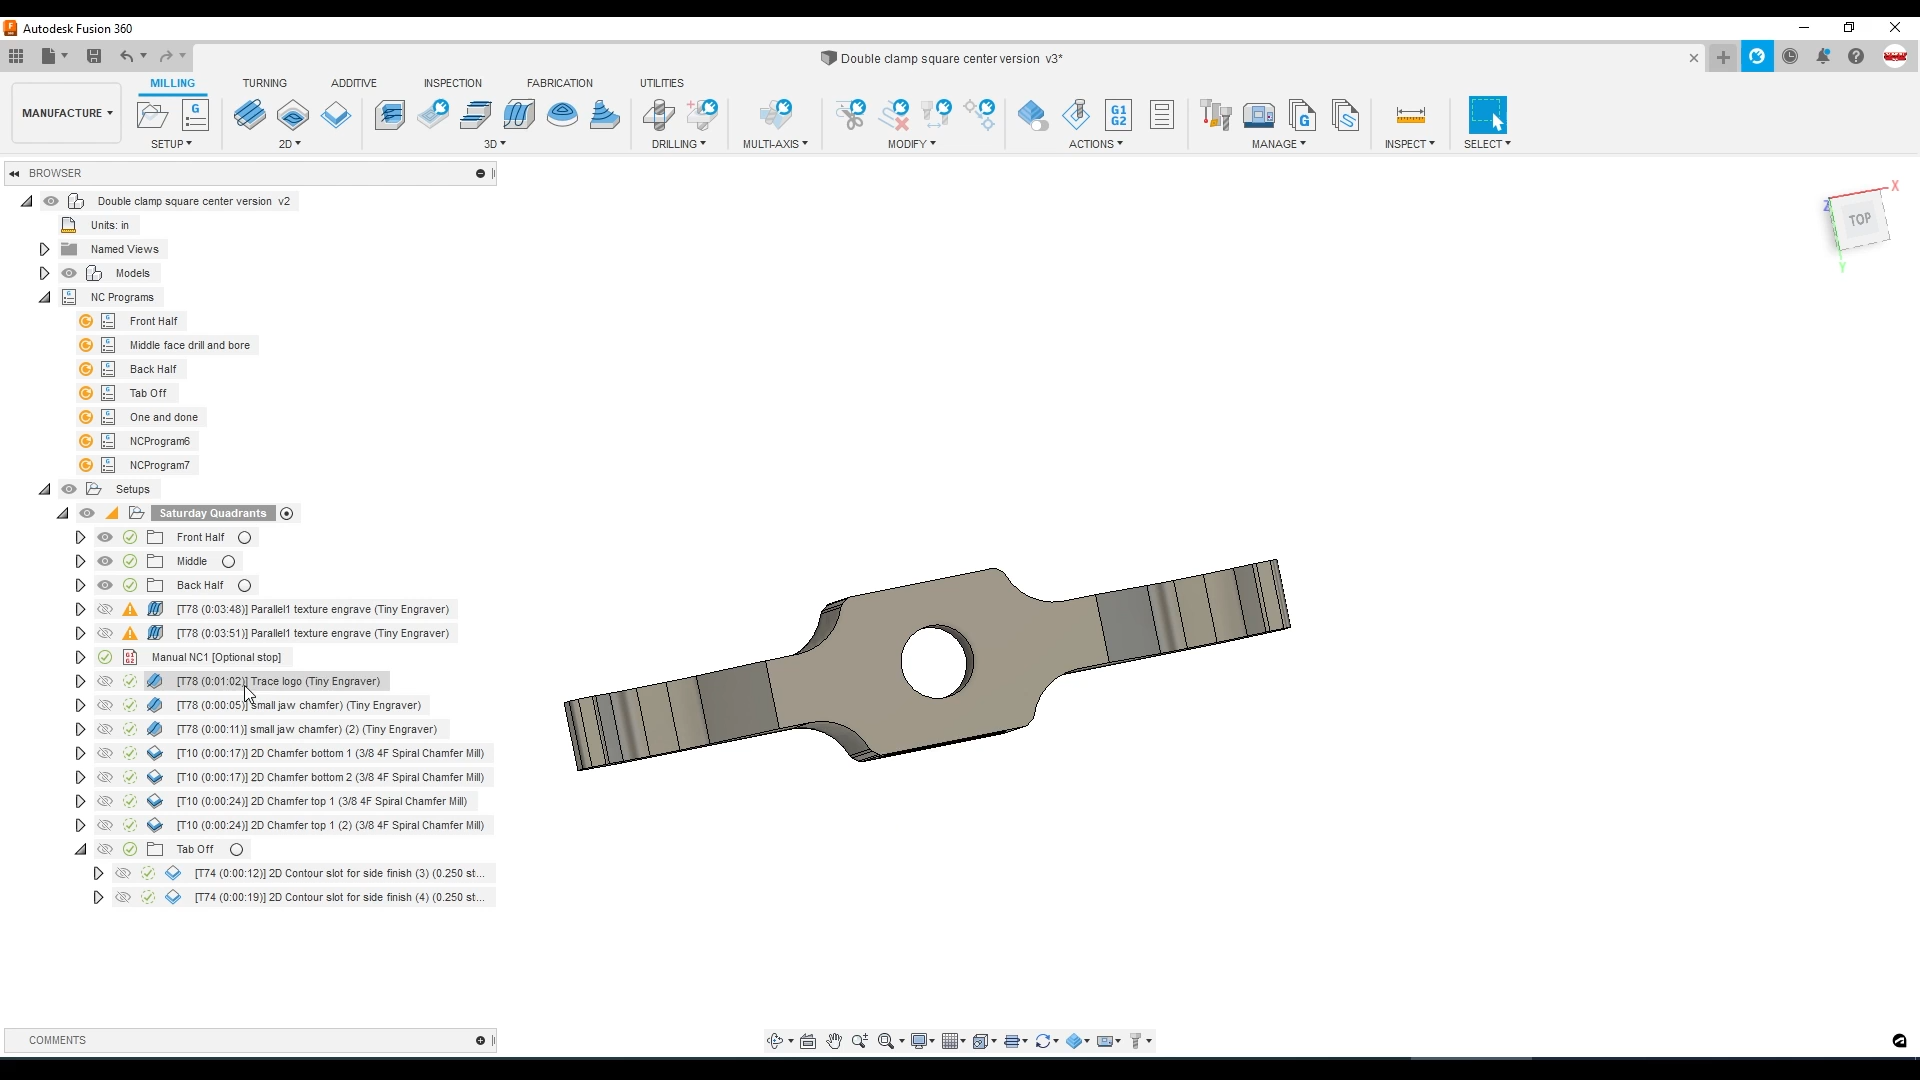 Autodesk Fusion 360
Double clamp square center version v3*
MILLING TURNING ADDITIVE INSPECTION FABRICATION UTILITIES
MANUFACTURE
SETUP 2D 3D DRILLING MULTI-AXIS MODIFY ACTIONS MANAGE INSPECT SELECT
G
G1
G2
G
BROWSER
Double clamp square center version v2
Units: in
Named Views
Models
NC Programs
Front Half
Middle face drill and bore
Back Half
Tab Off
One and done
NCProgram6
NCProgram7
Setups
Saturday Quadrants
Front Half
Middle
Back Half
[T78 (0:03:48)] Parallel1 texture engrave (Tiny Engraver)
[T78 (0:03:51)] Parallel1 texture engrave (Tiny Engraver)
Manual NC1 [Optional stop]
[T78 (0:01:02)] Trace logo (Tiny Engraver)
[T78 (0:00:05)] small jaw chamfer) (Tiny Engraver)
[T78 (0:00:11)] small jaw chamfer) (2) (Tiny Engraver)
[T10 (0:00:17)] 2D Chamfer bottom 1 (3/8 4F Spiral Chamfer Mill)
[T10 (0:00:17)] 2D Chamfer bottom 2 (3/8 4F Spiral Chamfer Mill)
[T10 (0:00:24)] 2D Chamfer top 1 (3/8 4F Spiral Chamfer Mill)
[T10 (0:00:24)] 2D Chamfer top 1 (2) (3/8 4F Spiral Chamfer Mill)
Tab Off
[T74 (0:00:12)] 2D Contour slot for side finish (3) (0.250 st...
[T74 (0:00:19)] 2D Contour slot for side finish (4) (0.250 st...
X
Z
TOP
Y
COMMENTS